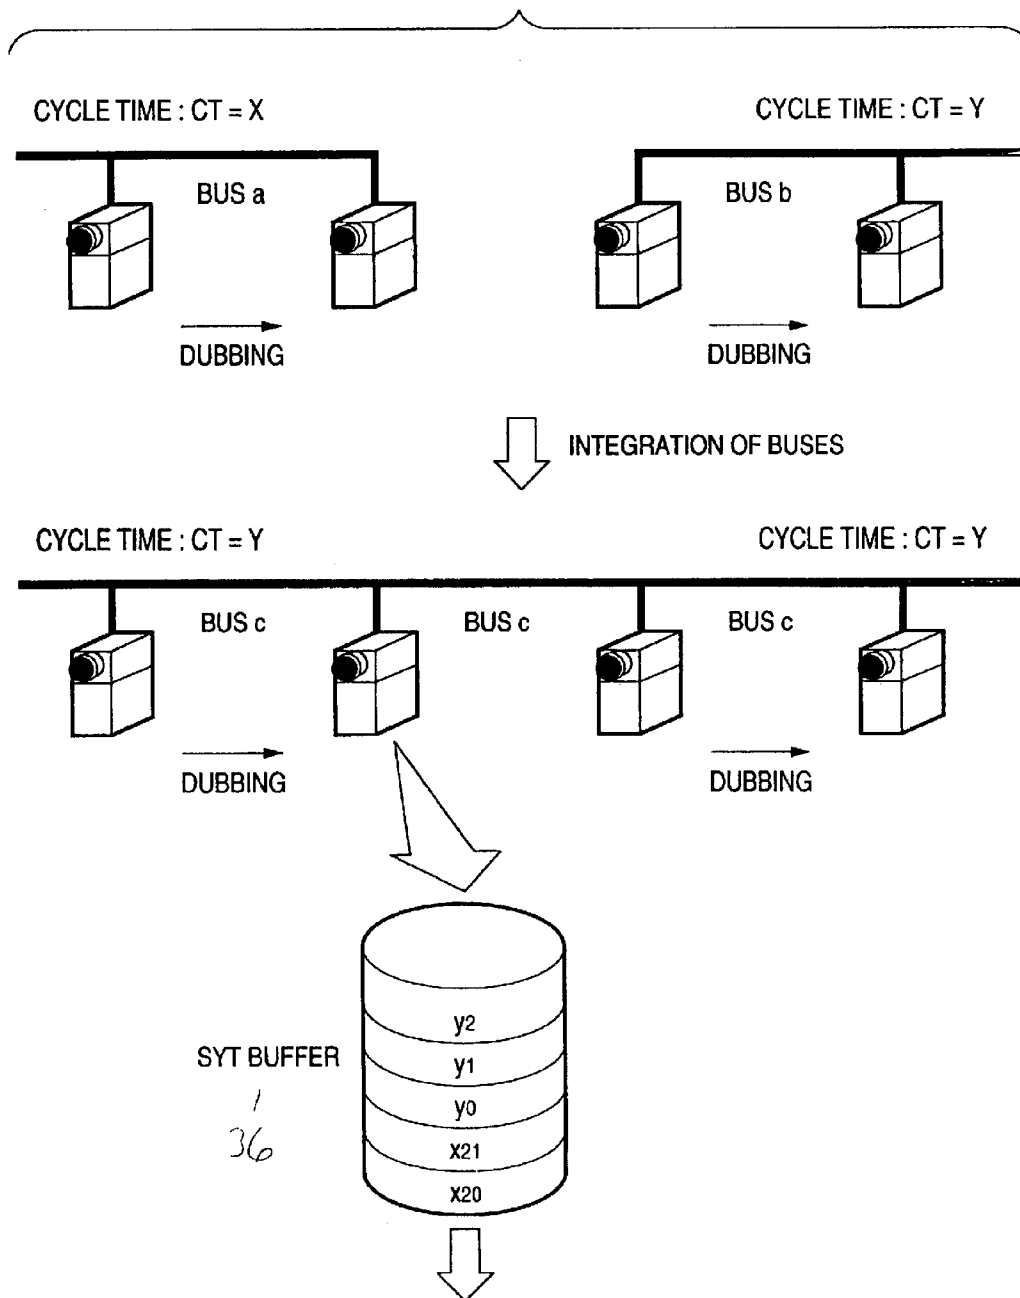 CYCLE TIME : CT = X
CYCLE TIME : CT = Y
BUS a
BUS b
DUBBING
DUBBING
INTEGRATION OF BUSES
CYCLE TIME : CT = Y
CYCLE TIME : CT = Y
BUS c
BUS c
BUS c
DUBBING
DUBBING
y2
y1
y0
x21
x20
SYT BUFFER
36